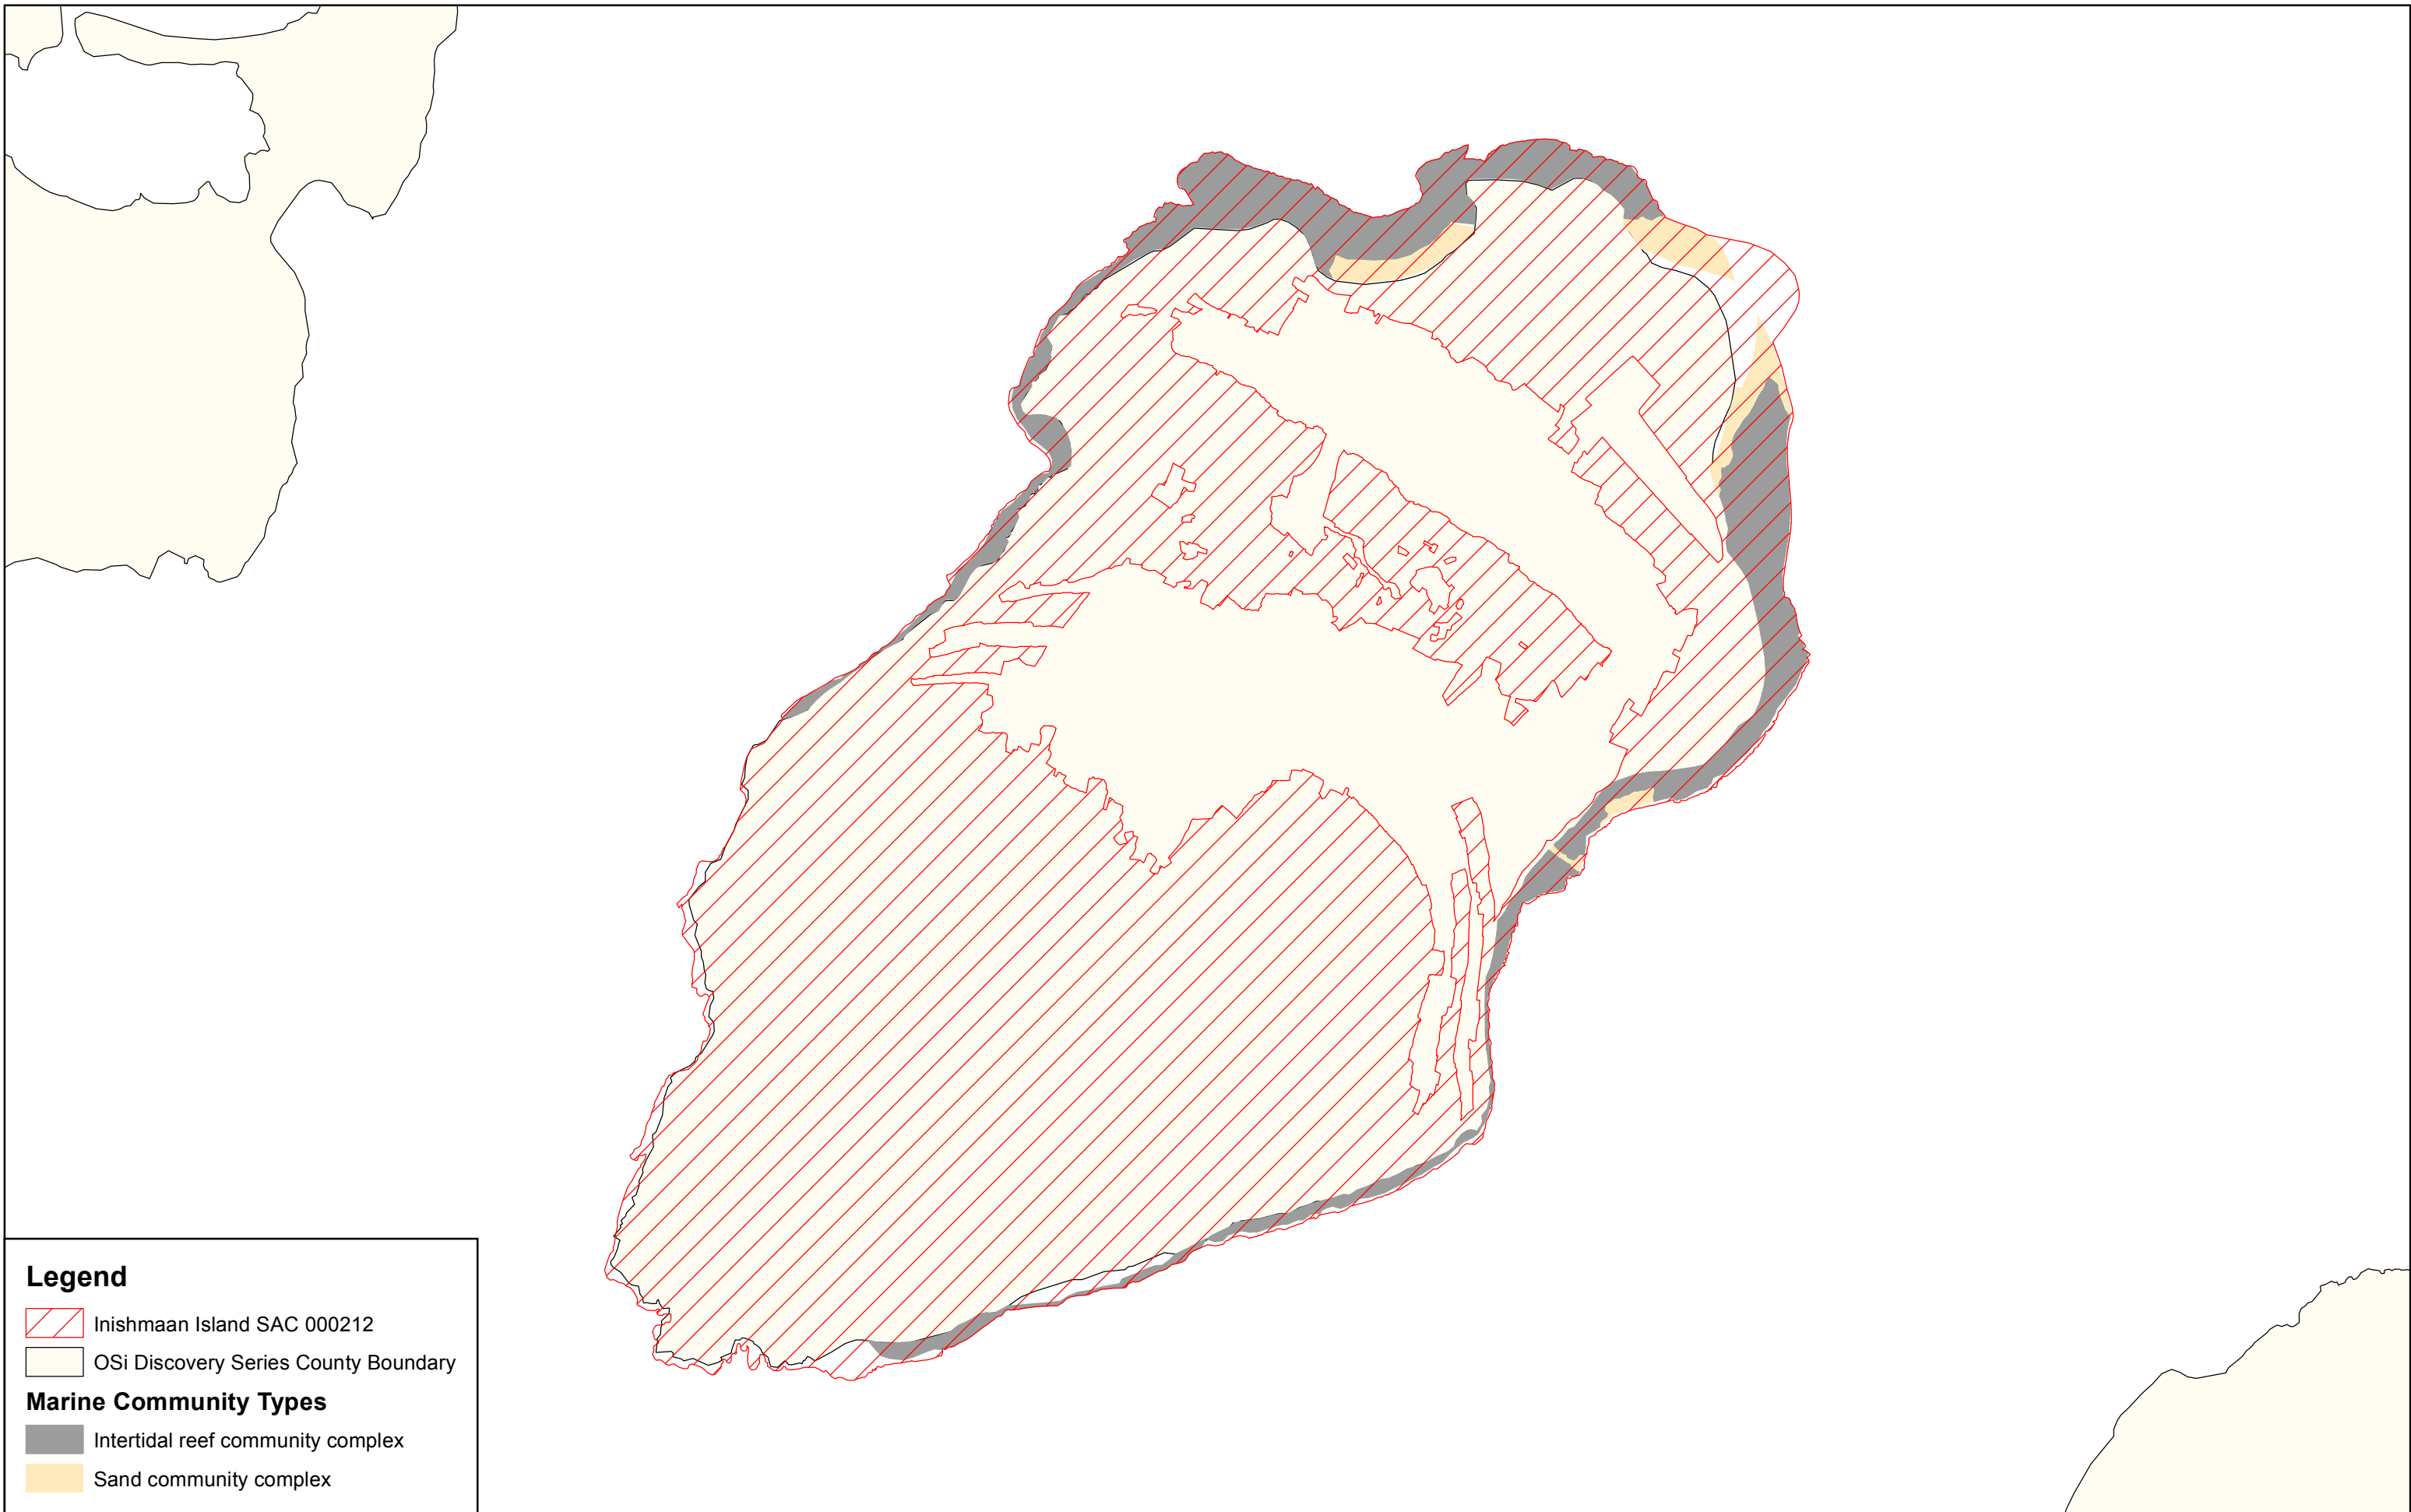 Legend
Inishmaan Island SAC 000212
OSi Discovery Series County Boundary
Marine Community Types
Intertidal reef community complex
Sand community complex